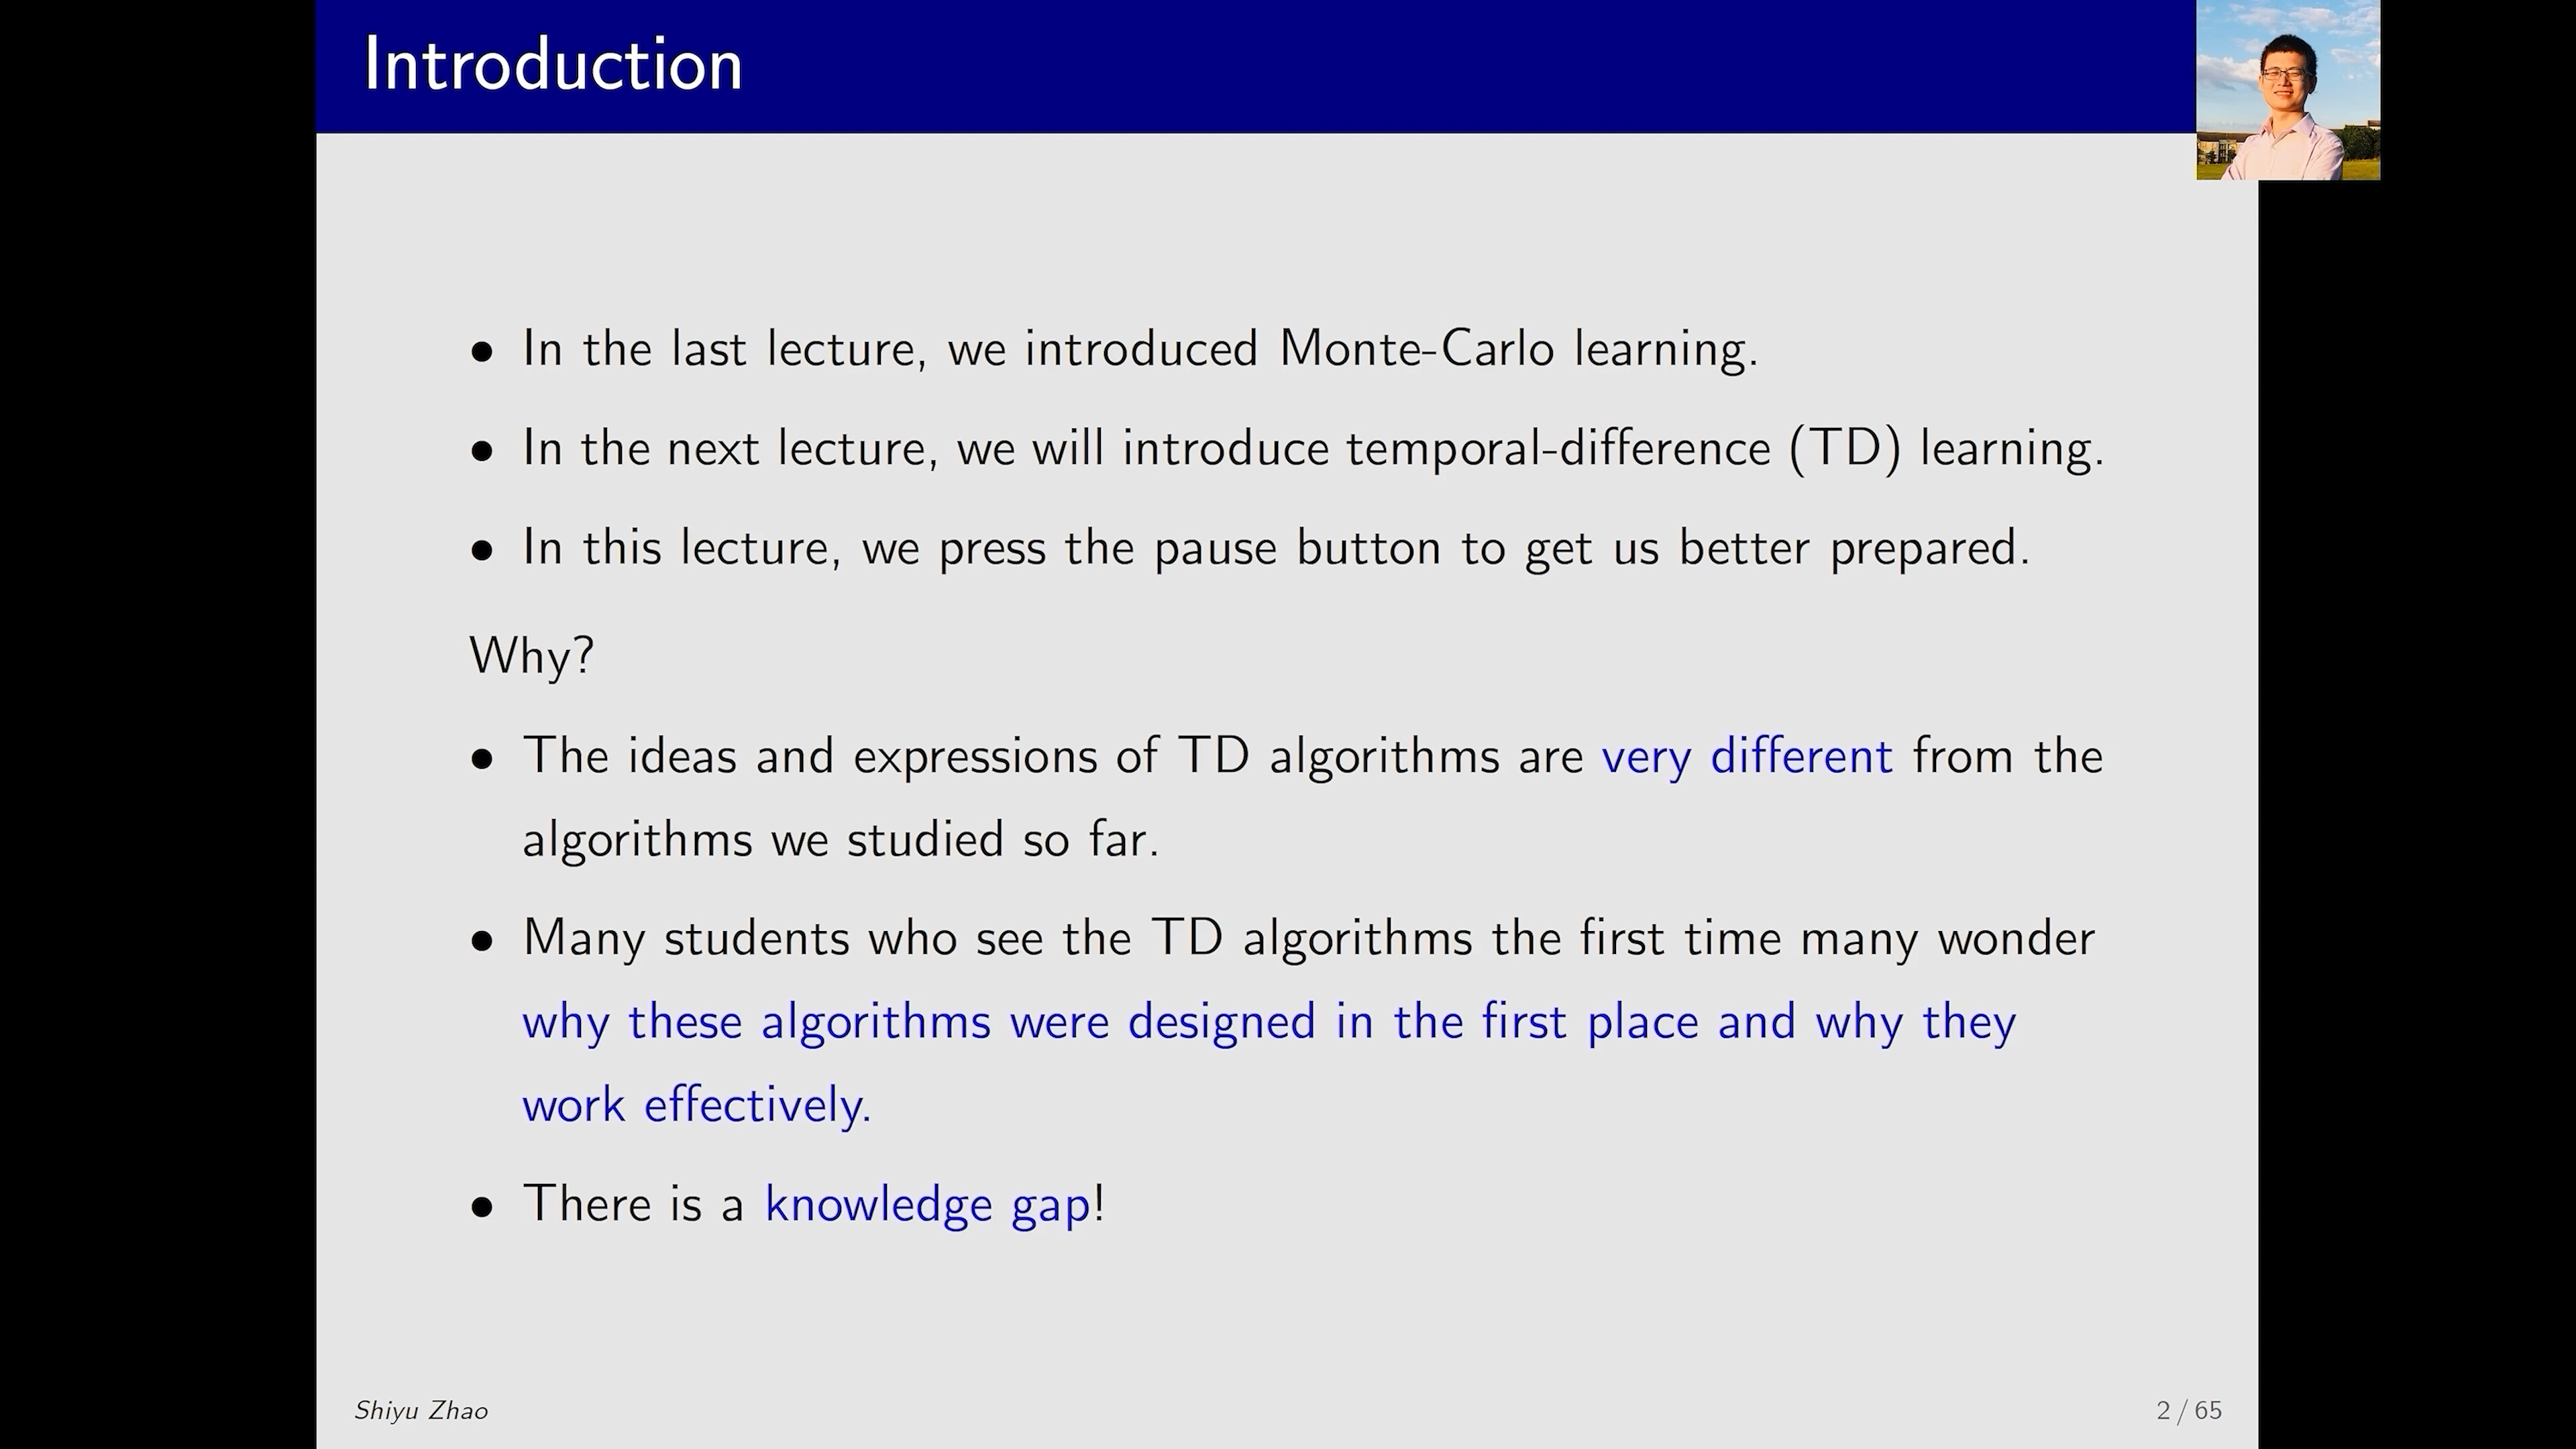 Introduction
• In the last lecture, we introduced Monte-Carlo learning.
• In the next lecture, we will introduce temporal-difference (TD) learning.
• In this lecture, we press the pause button to get us better prepared.
Why?
• The ideas and expressions of TD algorithms are very different from the
algorithms we studied so far.
• Many students who see the TD algorithms the first time many wonder
why these algorithms were designed in the first place and why they
work effectively.
• There is a knowledge gap!
Shiyu Zhao
2 / 65